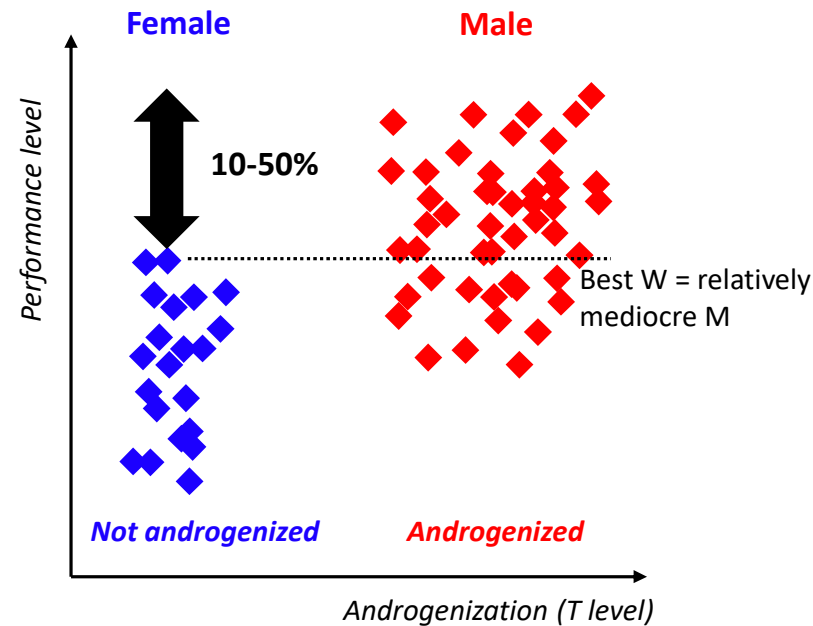 Female
Male
Performance level
10-50%
Best W = relatively
mediocre M
Not androgenized
Androgenized
Androgenization (T level)